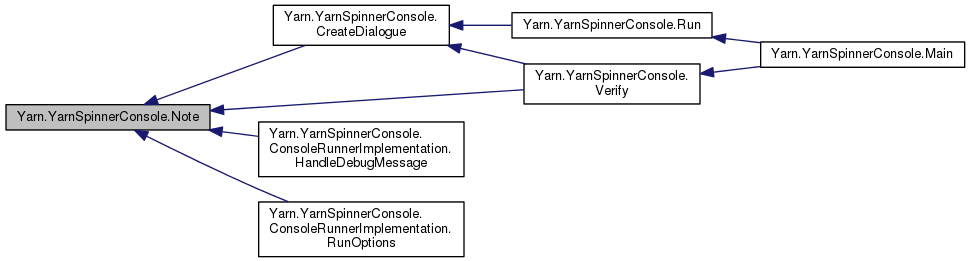 Yarn.YarnSpinnerConsole.
CreateDialogue
Yarn.YarnSpinnerConsole.Run
Yarn.YarnSpinnerConsole.Main
Yarn.YarnSpinnerConsole.
Verify
Yarn.YarnSpinnerConsole.Note
Yarn.YarnSpinnerConsole.
ConsoleRunnerImplementation.
HandleDebugMessage
Yarn.YarnSpinnerConsole.
ConsoleRunnerImplementation.
RunOptions